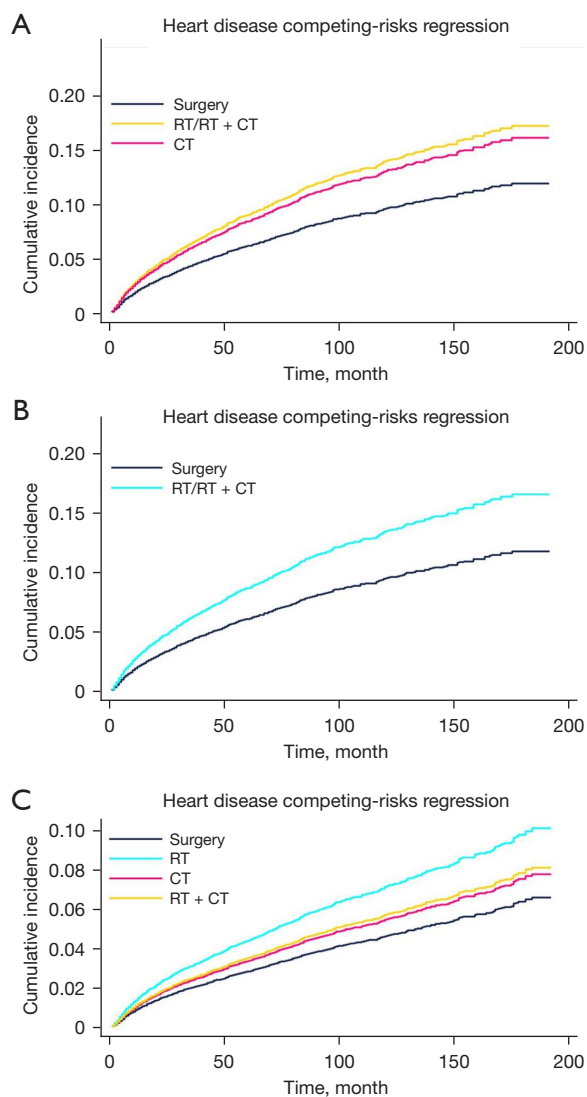 A
Heart disease competing-risks regression
0.20
0.15
0.10
0.05
0
Cumulative incidence
Surgery
RT/RT + CT
CT
0 50 100 150 200
Time, month
B
Heart disease competing-risks regression
0.20
0.15
0.10
0.05
0
Cumulative incidence
Surgery
RT/RT + CT
0 50 100 150 200
Time, month
C
Heart disease competing-risks regression
0.10
0.08
0.06
0.04
0.02
0
Cumulative incidence
Surgery
RT
CT
RT + CT
0 50 100 150 200
Time, month